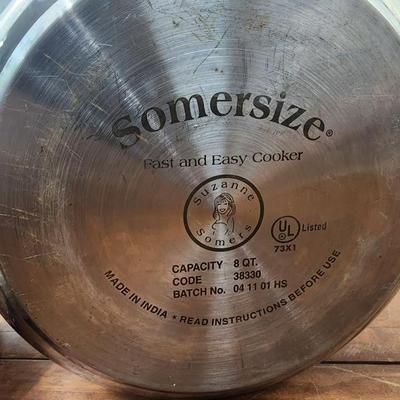 Somersize®
Fast and Easy Cooker
Suzanne
Somers
UL Listed
73X1
CAPACITY 8 QT.
CODE 38330
BATCH No. 04 11 01 HS
MADE IN INDIA * READ INSTRUCTIONS BEFORE USE